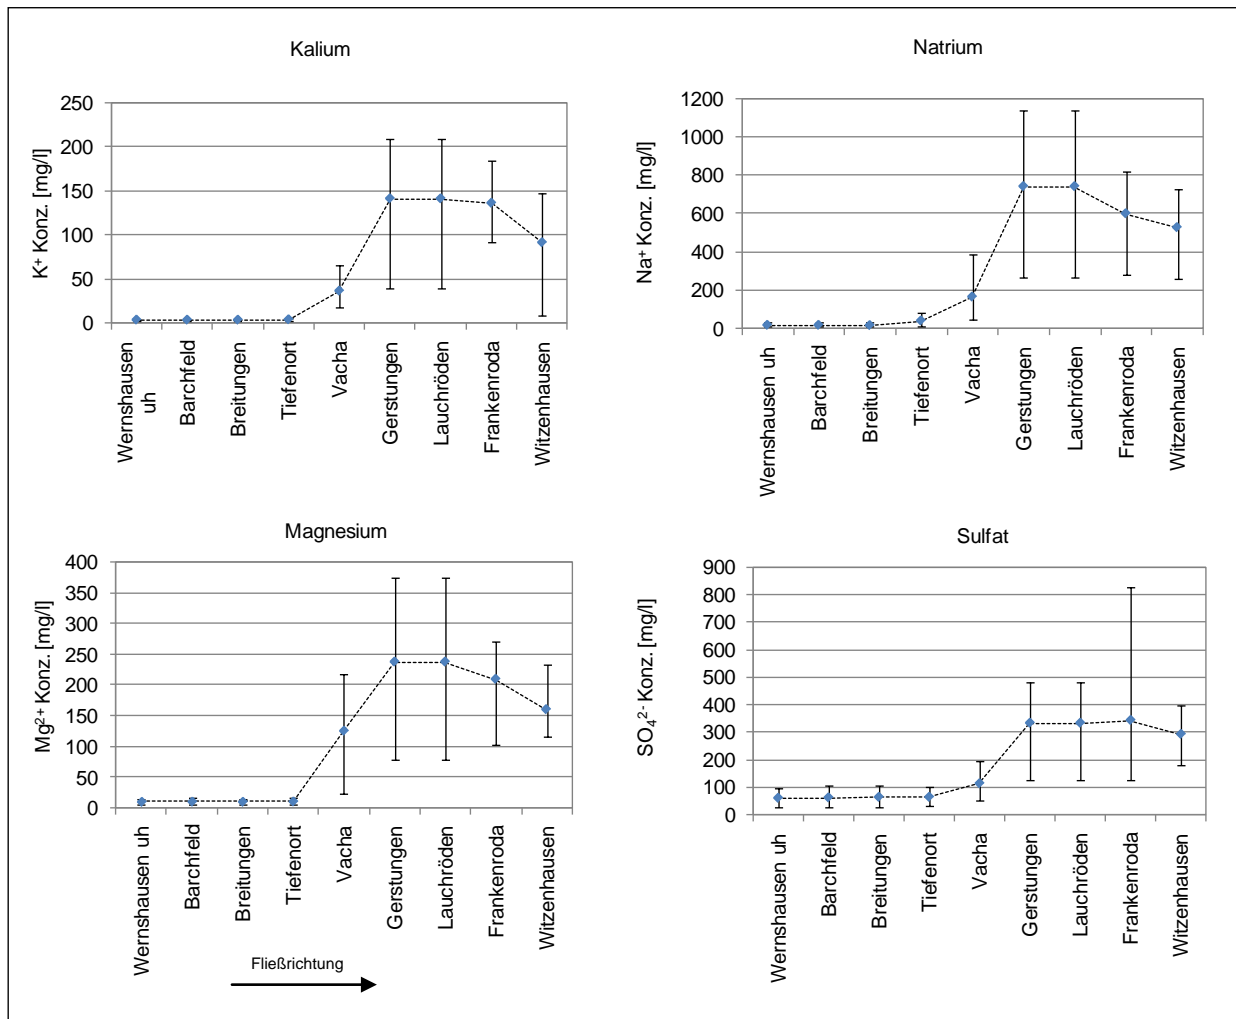 Kalium
K+ Konz. [mg/l]
250
200
150
100
50
0
Wernshausen
uh
Barchfeld
Breitungen
Tiefenort
Vacha
Gerstungen
Lauchröden
Frankenroda
Witzenhausen
Natrium
Na+ Konz. [mg/l]
1200
1000
800
600
400
200
0
Wernshausen uh
Barchfeld
Breitungen
Tiefenort
Vacha
Gerstungen
Lauchröden
Frankenroda
Witzenhausen
Magnesium
Mg2+ Konz. [mg/l]
400
350
300
250
200
150
100
50
0
Wernshausen uh
Barchfeld
Breitungen
Tiefenort
Vacha
Gerstungen
Lauchröden
Frankenroda
Witzenhausen
Fließrichtung
Sulfat
SO42- Konz. [mg/l]
900
800
700
600
500
400
300
200
100
0
Wernshausen uh
Barchfeld
Breitungen
Tiefenort
Vacha
Gerstungen
Lauchröden
Frankenroda
Witzenhausen